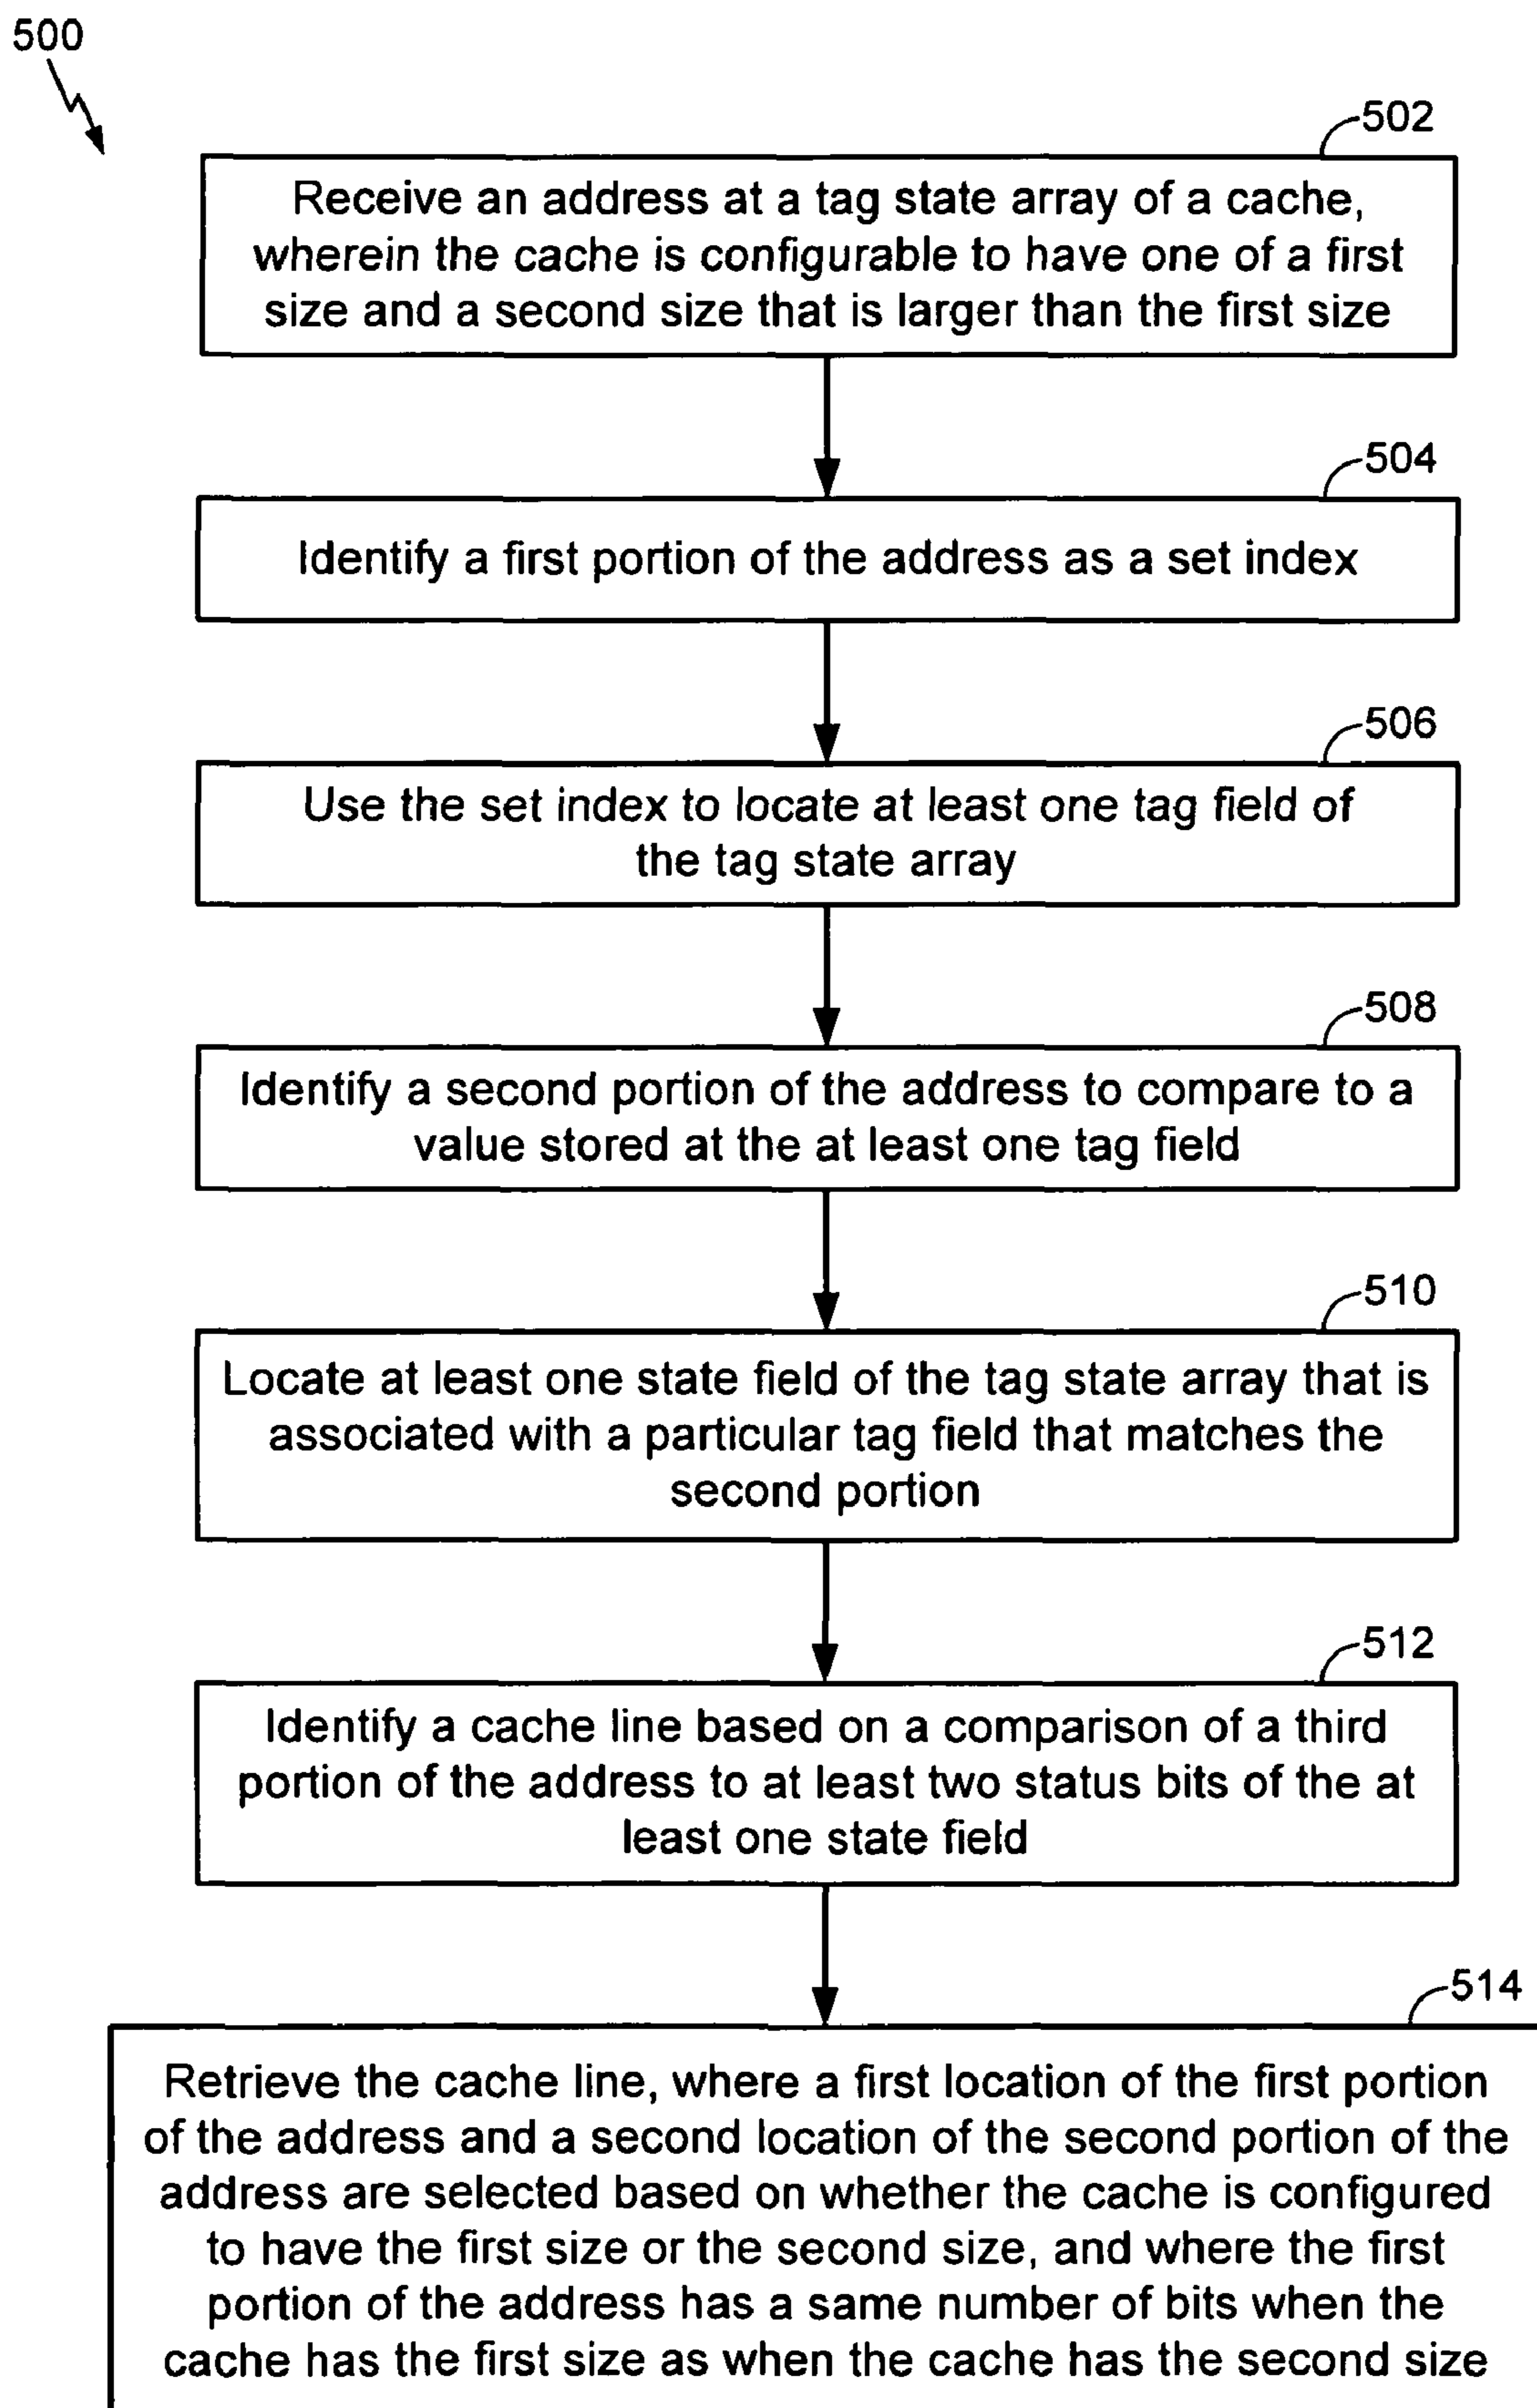 500
502
Receive an address at a tag state array of a cache,
wherein the cache is configurable to have one of a first
size and a second size that is larger than the first size
504
Identify a first portion of the address as a set index
506
Use the set index to locate at least one tag field of
the tag state array
508
Identify a second portion of the address to compare to a
value stored at the at least one tag field
510
Locate at least one state field of the tag state array that is
associated with a particular tag field that matches the
second portion
512
Identify a cache line based on a comparison of a third
portion of the address to at least two status bits of the at
least one state field
514
Retrieve the cache line, where a first location of the first portion
of the address and a second location of the second portion of the
address are selected based on whether the cache is configured
to have the first size or the second size, and where the first
portion of the address has a same number of bits when the
cache has the first size as when the cache has the second size